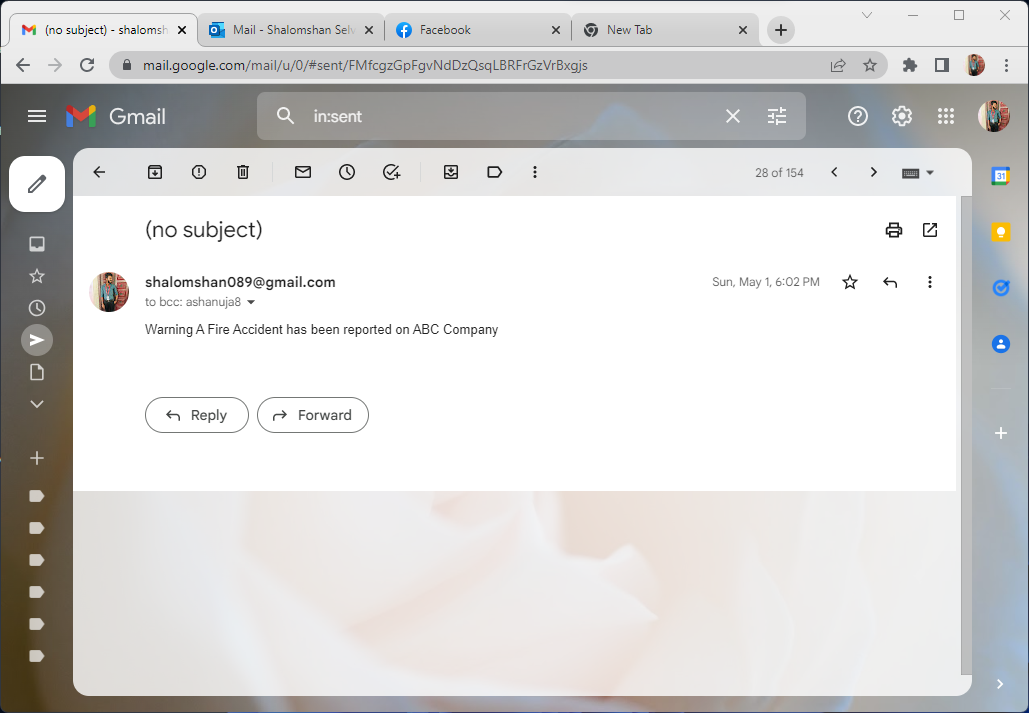 (no subject) - shalomsh
Mail - Shalomshan Selv
Facebook
New Tab
mail.google.com/mail/u/0/#sent/FMfcgzGpFgvNdDzQsqLBRFrGzVrBxgjs
Gmail
in:sent
28 of 154
31
(no subject)
shalomshan089@gmail.com
Sun, May 1, 6:02 PM
to bcc: ashanuja8
Warning A Fire Accident has been reported on ABC Company
Reply
Forward